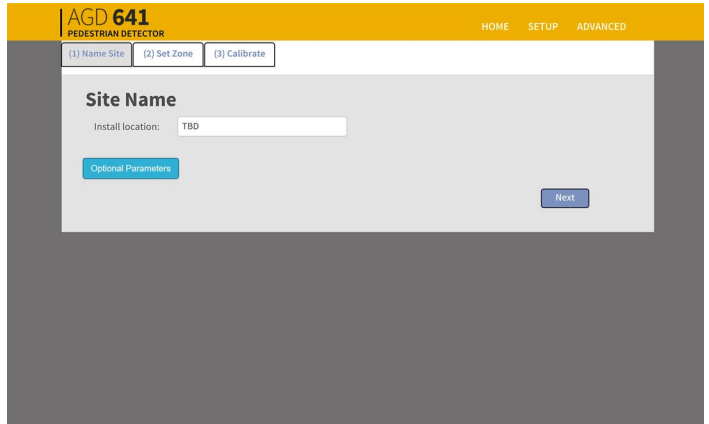 AGD 641
PEDESTRIAN DETECTOR
HOME SETUP ADVANCED
(1) Name Site (2) Set Zone (3) Calibrate
Site Name
Install location: TBD
Optional Parameters
Next